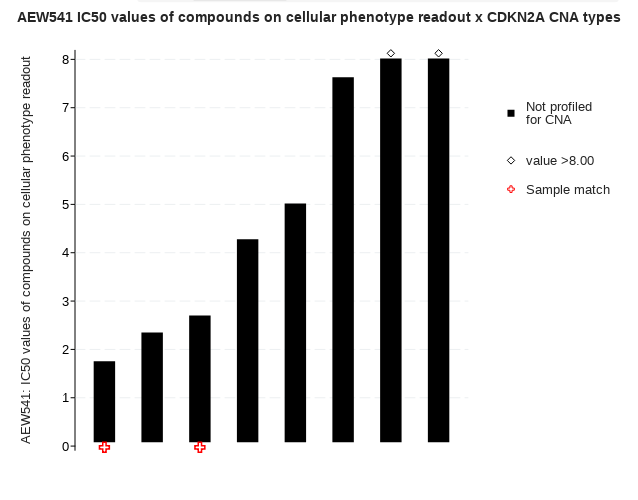 AEW541 IC50 values of compounds on cellular phenotype readout x CDKN2A CNA types
AEW541: IC50 values of compounds on cellular phenotype readout
8
7
6
5
4
3
2
1
0
Not profiled
for CNA
value >8.00
Sample match